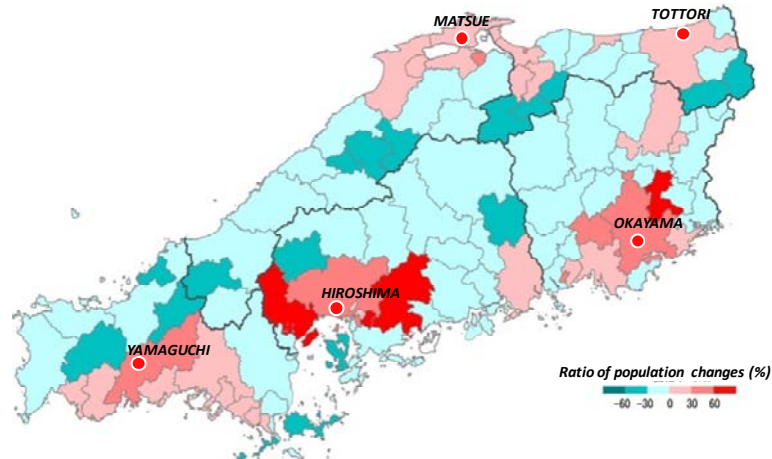 MATSUE
TOTTORI
OKAYAMA
HIROSHIMA
YAMAGUCHI
Ratio of population changes (%)
-60 -30 0 30 60